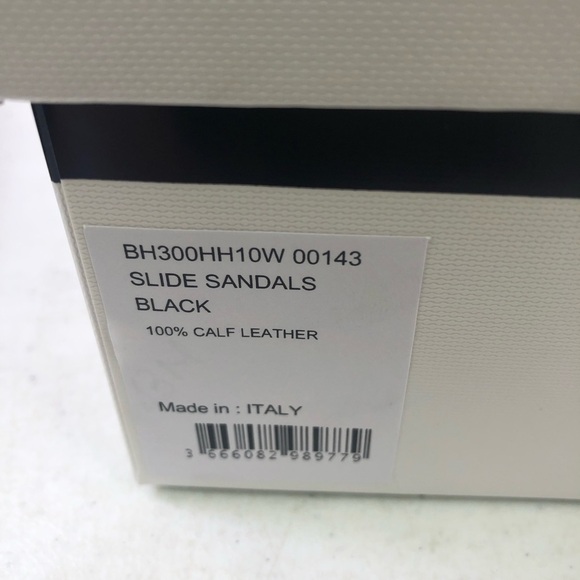 BH300HH10W 00143
SLIDE SANDALS
BLACK
100% CALF LEATHER
Made in : ITALY
3 666082 989779